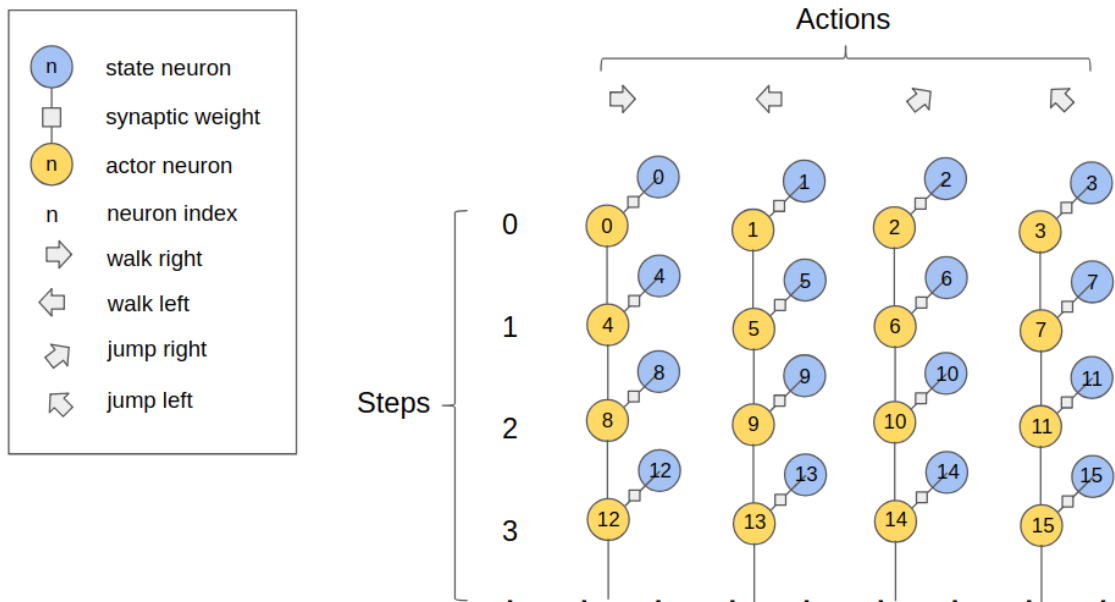 Actions
n state neuron
synaptic weight
n actor neuron
n neuron index
walk right
walk left
jump right
jump left
Steps
0 1 2 3
0 0 1 2 3
4 5 6 7
1 4 5 6 7
8 9 10 11
2 8 9 10 11
12 13 14 15
3 12 13 14 15